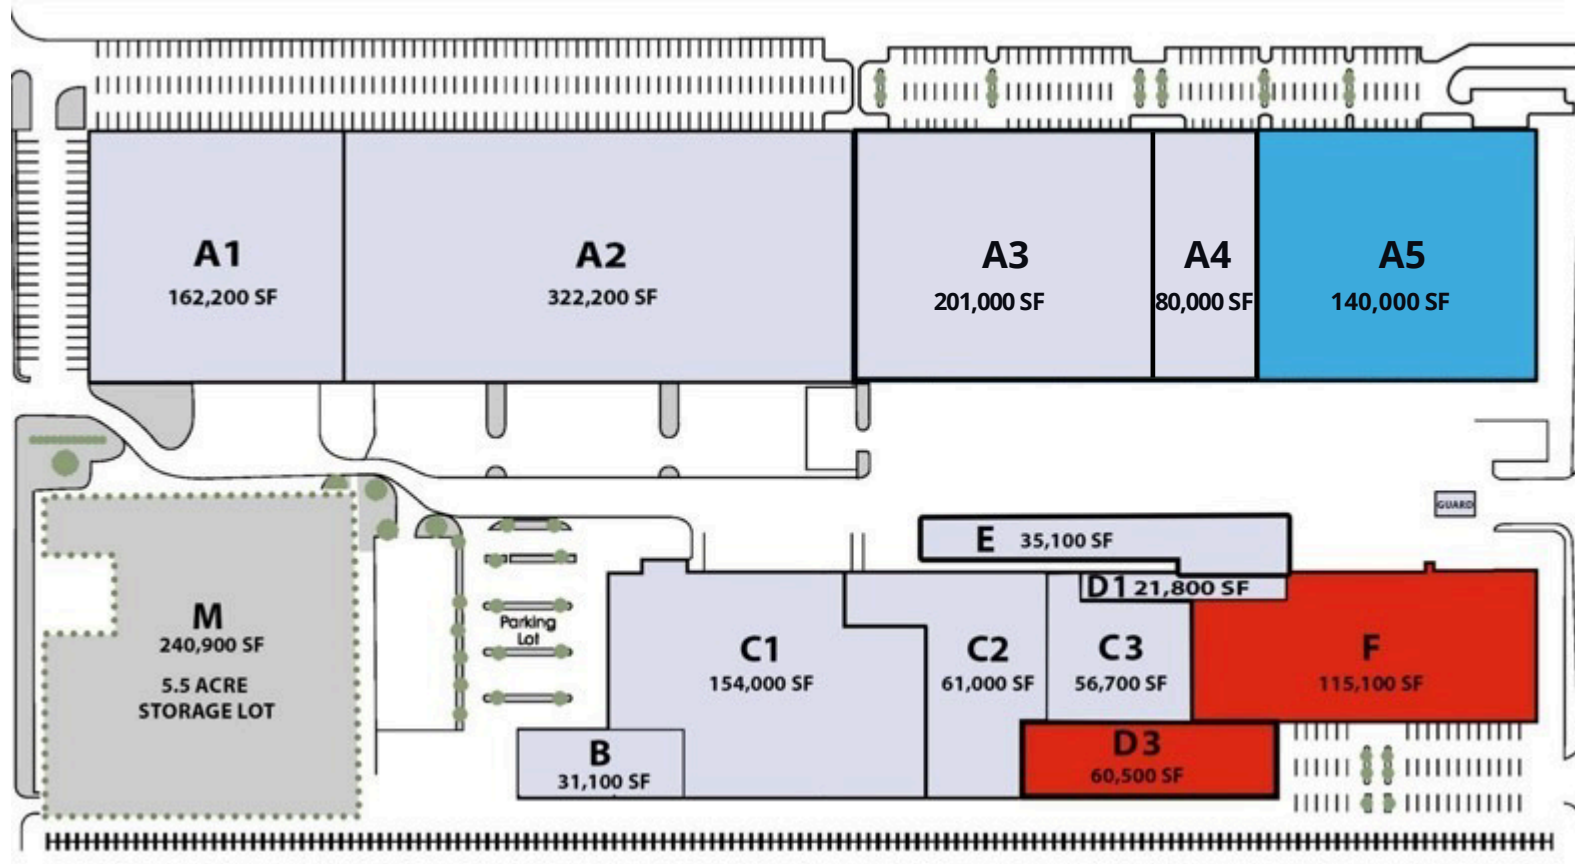 A1
162,200 SF
A2
322,200 SF
A3
201,000 SF
A4
80,000 SF
A5
140,000 SF
GUARD
E 35,100 SF
D1 21,800 SF
M
240,900 SF
5.5 ACRE
STORAGE LOT
Parking
Lot
C1
154,000 SF
C2
61,000 SF
C3
56,700 SF
F
115,100 SF
B
31,100 SF
D3
60,500 SF